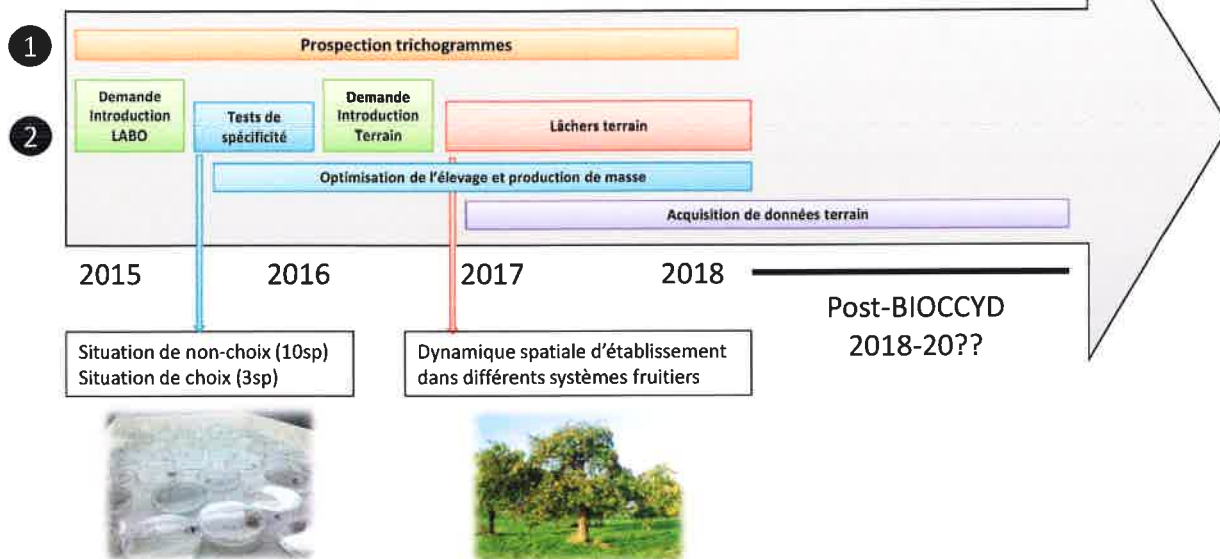 1
Prospection trichogrammes
2
Demande
Introduction
LABO
Tests de
spécificité
Demande
Introduction
Terrain
Lâchers terrain
Optimisation de l'élevage et production de masse
Acquisition de données terrain
2015
2016
2017
2018
Post-BIOCCYD
2018-20??
Situation de non-choix (10sp)
Situation de choix (3sp)
Dynamique spatiale d'établissement
dans différents systèmes fruitiers